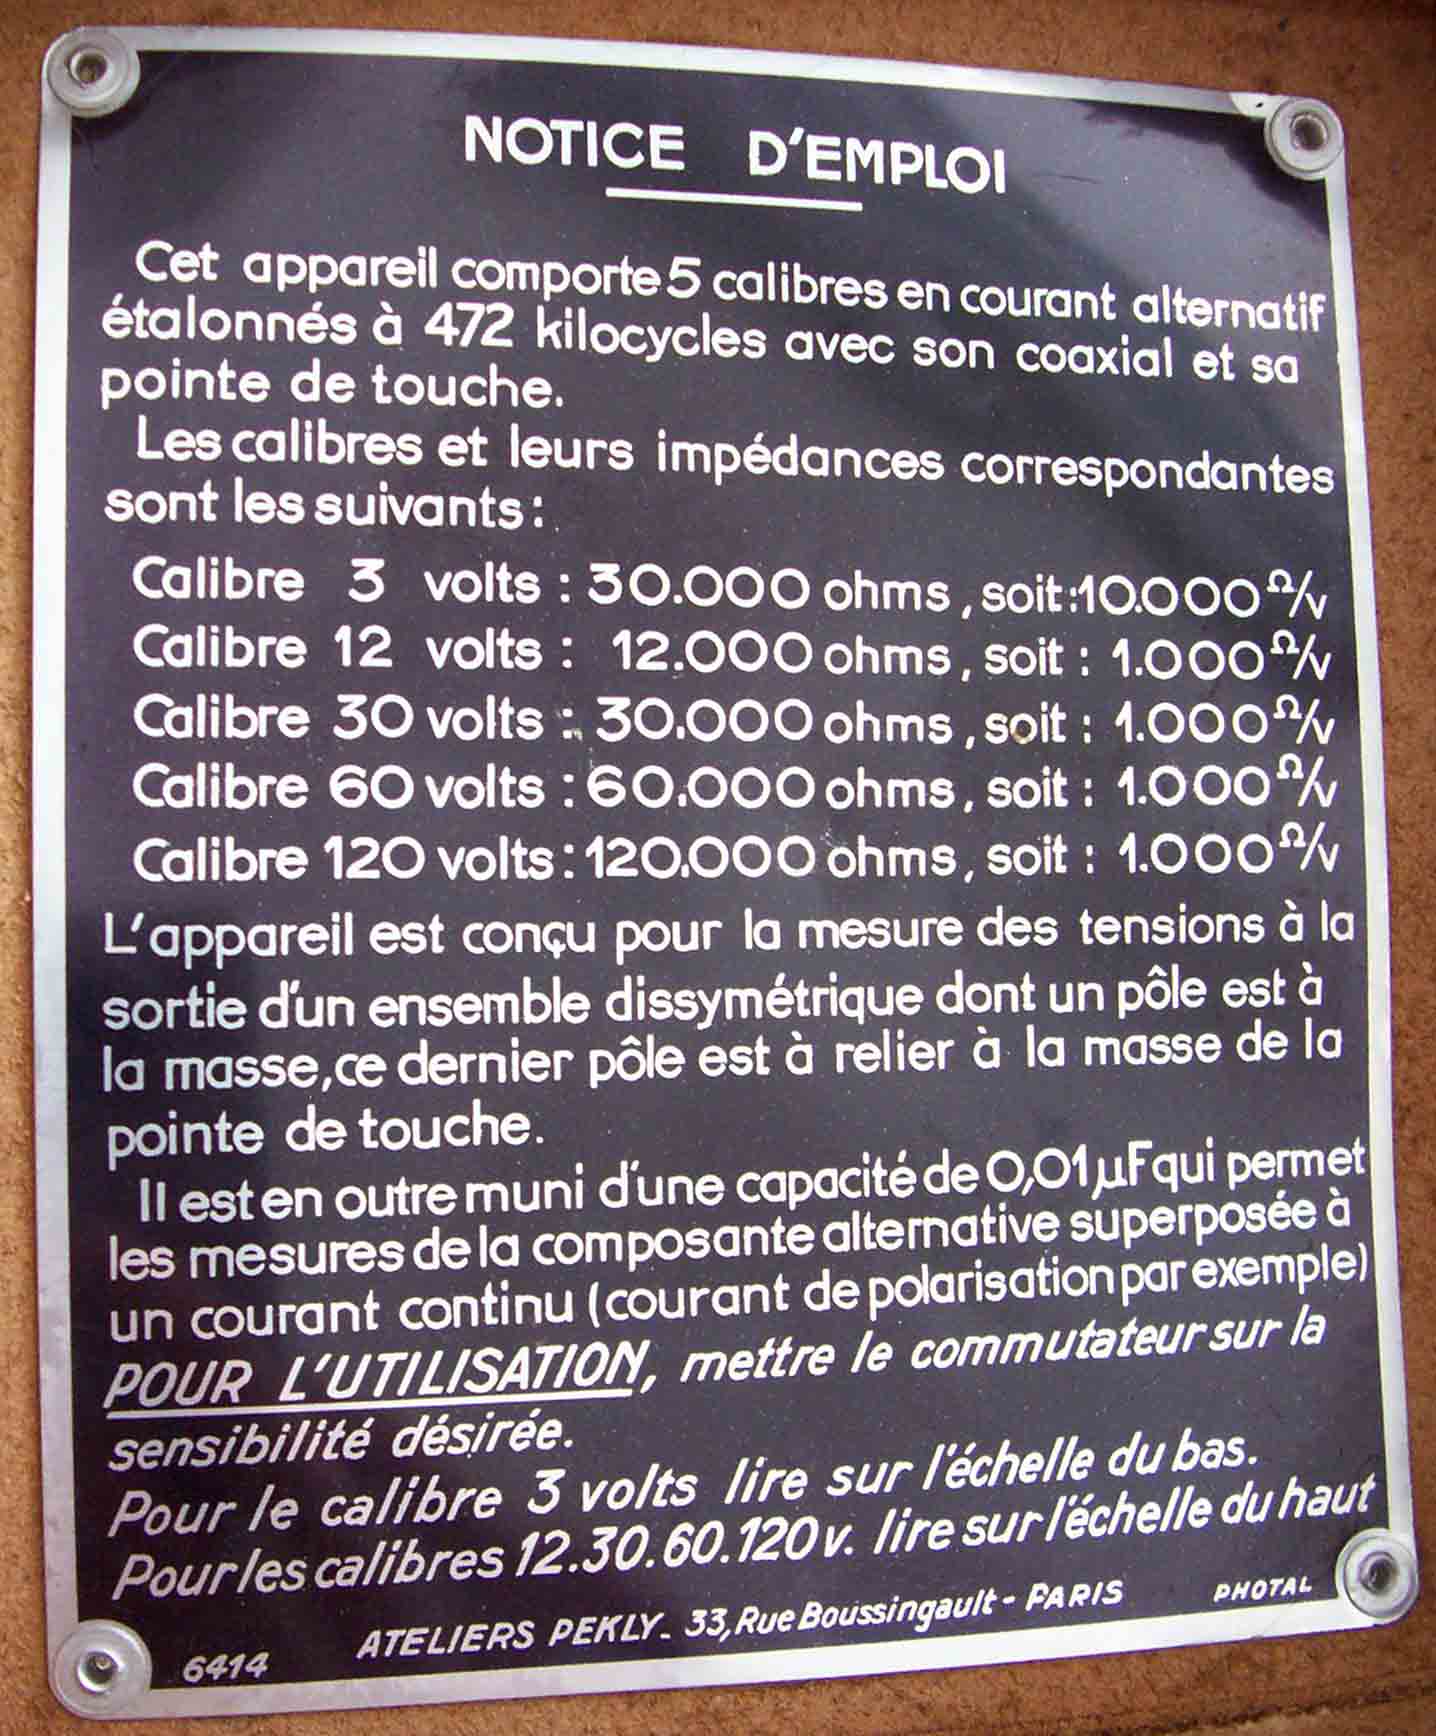 NOTICE D'EMPLOI
Cet appareil comporte 5 calibres en courant alternatif
étalonnés à 472 kilocycles avec son coaxial et sa
pointe de touche.
Les calibres et leurs impédances correspondantes
sont les suivants :
Calibre 3 volts : 30.000 ohms, soit : 10.000 Ω/v
Calibre 12 volts : 12.000 ohms, soit : 1.000 Ω/v
Calibre 30 volts : 30.000 ohms, soit : 1.000 Ω/v
Calibre 60 volts : 60.000 ohms, soit : 1.000 Ω/v
Calibre 120 volts : 120.000 ohms, soit : 1.000 Ω/v
L'appareil est conçu pour la mesure des tensions à la
sortie d'un ensemble dissymétrique dont un pôle est à
la masse, ce dernier pôle est à relier à la masse de la
pointe de touche.
Il est en outre muni d'une capacité de 0,01 µF qui permet
les mesures de la composante alternative superposée à
un courant continu (courant de polarisation par exemple)
POUR L'UTILISATION, mettre le commutateur sur la
sensibilité désirée.
Pour le calibre 3 volts lire sur l'échelle du bas.
Pour les calibres 12.30.60.120 v. lire sur l'échelle du haut
ATELIERS PEKLY - 33, Rue Boussingault - PARIS
PHOTAL
6414